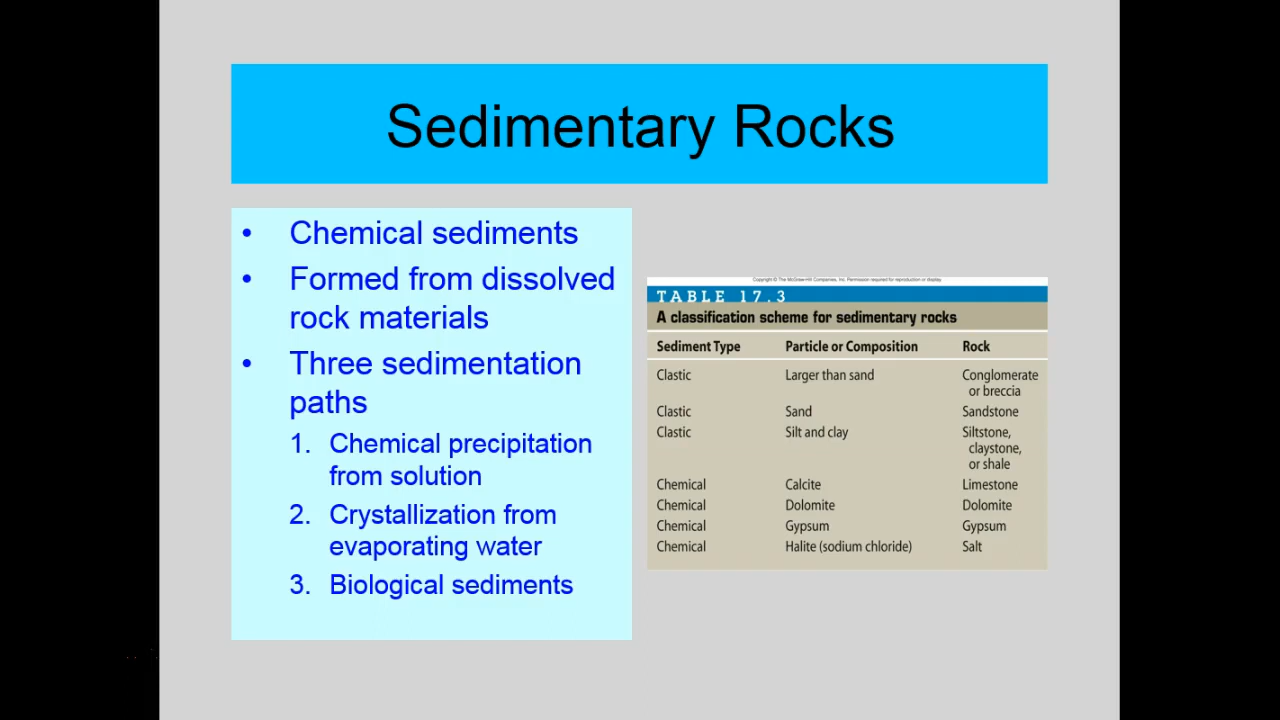 Sedimentary Rocks
• Chemical sediments
• Formed from dissolved
rock materials
• Three sedimentation
paths
1. Chemical precipitation
from solution
2. Crystallization from
evaporating water
3. Biological sediments
Copyright © The McGraw-Hill Companies, Inc. Permission required for reproduction or display.
TABLE 17.3
A classification scheme for sedimentary rocks
Sediment Type Particle or Composition Rock
Clastic Larger than sand Conglomerate
or breccia
Clastic Sand Sandstone
Clastic Silt and clay Siltstone,
claystone,
or shale
Chemical Calcite Limestone
Chemical Dolomite Dolomite
Chemical Gypsum Gypsum
Chemical Halite (sodium chloride) Salt